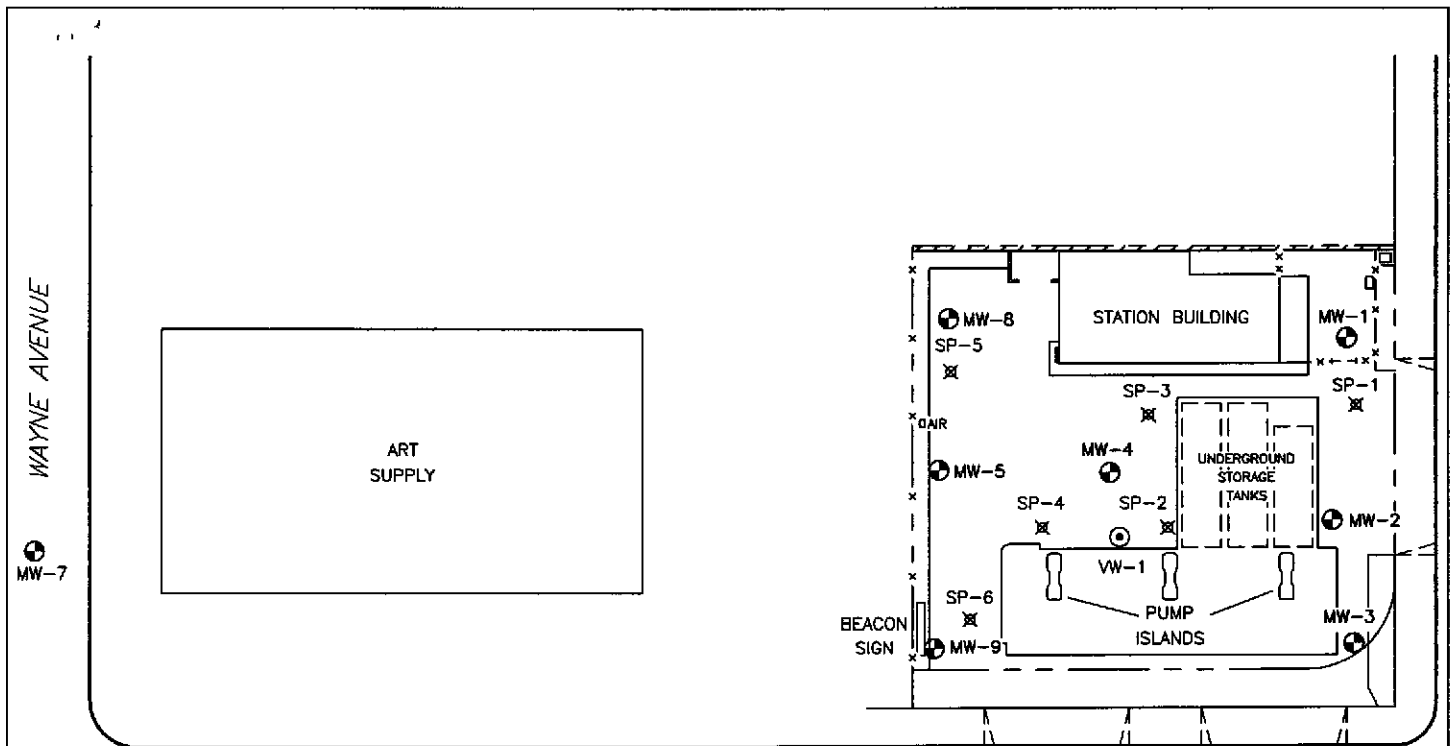 WAYNE AVENUE
MW-7
ART
SUPPLY
MW-8
SP-5
STATION BUILDING
MW-1
SP-3
SP-1
AIR
MW-4
UNDERGROUND
STORAGE
TANKS
MW-5
SP-4
SP-2
MW-2
VW-1
SP-6
PUMP
ISLANDS
MW-3
BEACON
SIGN
MW-9